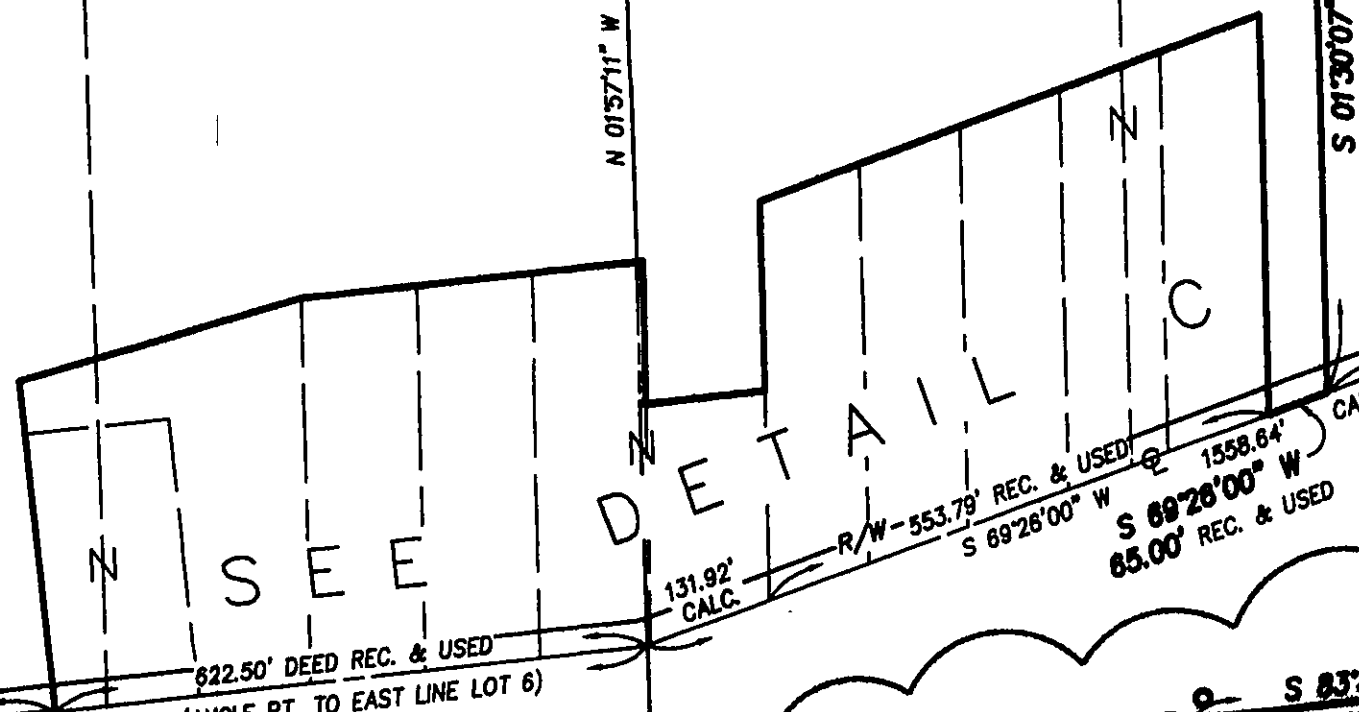 N 01°57'11" W
S 01°30'07"
N
C
SEE DETAIL
N
N
R/W 553.79' REC. & USED
S 69°26'00" W
℄
1558.64'
S 69°26'00" W
65.00' REC. & USED
131.92'
CALC.
622.50' DEED REC. & USED
PT. TO EAST LINE LOT 6)
CA
S 83°